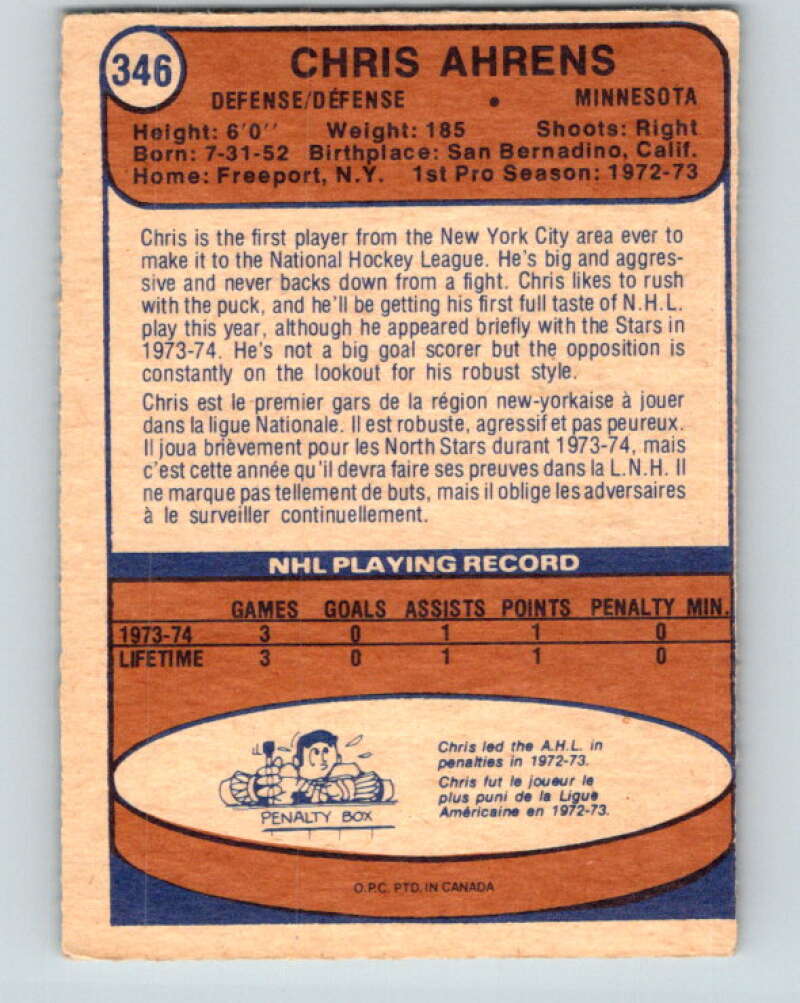 346
CHRIS AHRENS
DEFENSE/DÉFENSE • MINNESOTA
Height: 6'0'' Weight: 185 Shoots: Right
Born: 7-31-52 Birthplace: San Bernadino, Calif.
Home: Freeport, N.Y. 1st Pro Season: 1972-73
Chris is the first player from the New York City area ever to
make it to the National Hockey League. He's big and aggres-
sive and never backs down from a fight. Chris likes to rush
with the puck, and he'll be getting his first full taste of N.H.L.
play this year, although he appeared briefly with the Stars in
1973-74. He's not a big goal scorer but the opposition is
constantly on the lookout for his robust style.
Chris est le premier gars de la région new-yorkaise à jouer
dans la ligue Nationale. Il est robuste, agressif et pas peureux.
Il joua brièvement pour les North Stars durant 1973-74, mais
c'est cette année qu'il devra faire ses preuves dans la L.N.H. Il
ne marque pas tellement de buts, mais il oblige les adversaires
à le surveiller continuellement.
NHL PLAYING RECORD
GAMES GOALS ASSISTS POINTS PENALTY MIN.
1973-74 3 0 1 1 0
LIFETIME 3 0 1 1 0
Chris led the A.H.L. in
penalties in 1972-73.
Chris fut le joueur le
plus puni de la Ligue
Américaine en 1972-73.
PENALTY BOX
O.P.C. PTD. IN CANADA